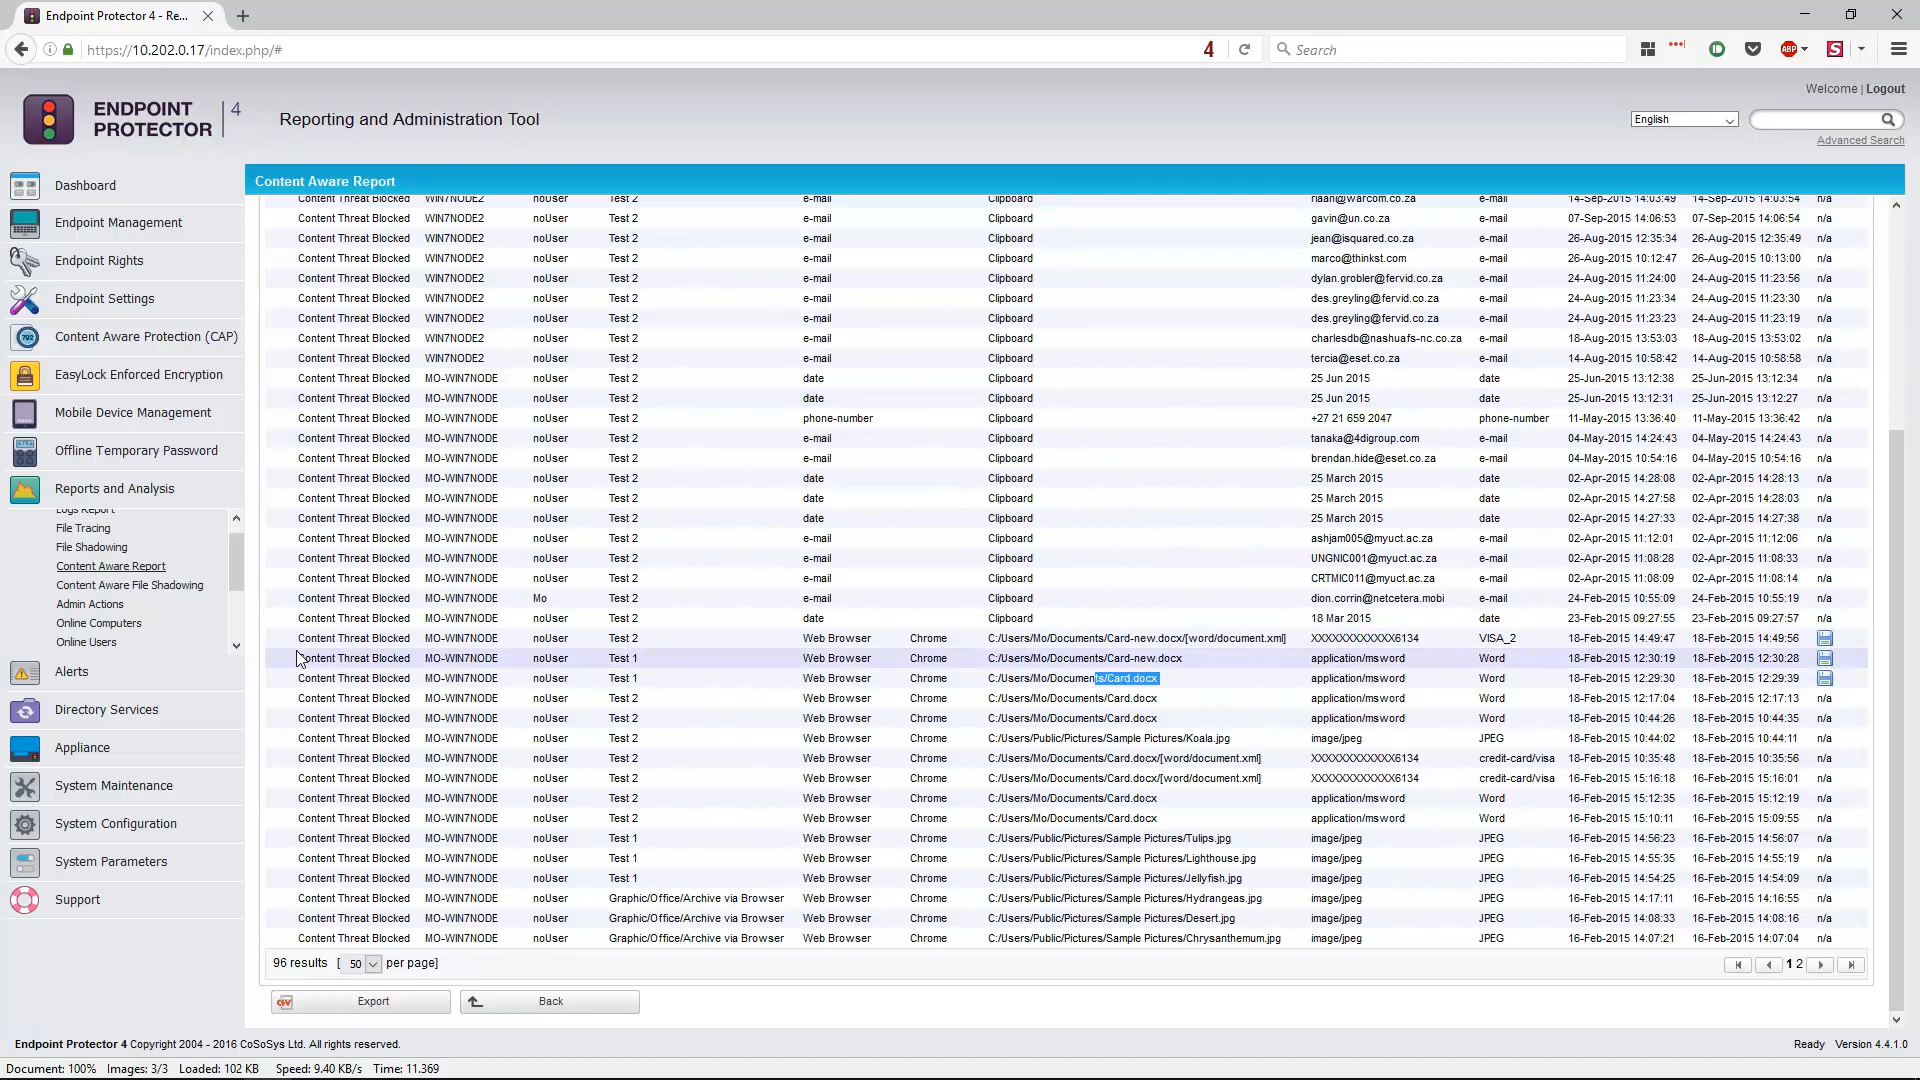 Endpoint Protector 4 - Re...
https://10.202.0.17/index.php/#
4
Search
ABP
S
Welcome | Logout
ENDPOINT PROTECTOR 4
Reporting and Administration Tool
English
Advanced Search
Dashboard
Endpoint Management
Endpoint Rights
Endpoint Settings
Content Aware Protection (CAP)
EasyLock Enforced Encryption
Mobile Device Management
Offline Temporary Password
Reports and Analysis
Logs Report
File Tracing
File Shadowing
Content Aware Report
Content Aware File Shadowing
Admin Actions
Online Computers
Online Users
Alerts
Directory Services
Appliance
System Maintenance
System Configuration
System Parameters
Support
Content Aware Report
Content Threat Blocked WIN7NODE2 noUser Test 2 e-mail Clipboard riaan@warcom.co.za e-mail 14-Sep-2015 14:03:49 14-Sep-2015 14:03:54 n/a
Content Threat Blocked WIN7NODE2 noUser Test 2 e-mail Clipboard gavin@un.co.za e-mail 07-Sep-2015 14:06:53 07-Sep-2015 14:06:54 n/a
Content Threat Blocked WIN7NODE2 noUser Test 2 e-mail Clipboard jean@isquared.co.za e-mail 26-Aug-2015 12:35:34 26-Aug-2015 12:35:49 n/a
Content Threat Blocked WIN7NODE2 noUser Test 2 e-mail Clipboard marco@thinkst.com e-mail 26-Aug-2015 10:12:47 26-Aug-2015 10:13:00 n/a
Content Threat Blocked WIN7NODE2 noUser Test 2 e-mail Clipboard dylan.grobler@fervid.co.za e-mail 24-Aug-2015 11:24:00 24-Aug-2015 11:23:56 n/a
Content Threat Blocked WIN7NODE2 noUser Test 2 e-mail Clipboard des.greyling@fervid.co.za e-mail 24-Aug-2015 11:23:34 24-Aug-2015 11:23:30 n/a
Content Threat Blocked WIN7NODE2 noUser Test 2 e-mail Clipboard des.greyling@fervid.co.za e-mail 24-Aug-2015 11:23:23 24-Aug-2015 11:23:19 n/a
Content Threat Blocked WIN7NODE2 noUser Test 2 e-mail Clipboard charlesdb@nashuafs-nc.co.za e-mail 18-Aug-2015 13:53:03 18-Aug-2015 13:53:02 n/a
Content Threat Blocked WIN7NODE2 noUser Test 2 e-mail Clipboard tercia@eset.co.za e-mail 14-Aug-2015 10:58:42 14-Aug-2015 10:58:58 n/a
Content Threat Blocked MO-WIN7NODE noUser Test 2 date Clipboard 25 Jun 2015 date 25-Jun-2015 13:12:38 25-Jun-2015 13:12:34 n/a
Content Threat Blocked MO-WIN7NODE noUser Test 2 date Clipboard 25 Jun 2015 date 25-Jun-2015 13:12:31 25-Jun-2015 13:12:27 n/a
Content Threat Blocked MO-WIN7NODE noUser Test 2 phone-number Clipboard +27 21 659 2047 phone-number 11-May-2015 13:36:40 11-May-2015 13:36:42 n/a
Content Threat Blocked MO-WIN7NODE noUser Test 2 e-mail Clipboard tanaka@4digroup.com e-mail 04-May-2015 14:24:43 04-May-2015 14:24:43 n/a
Content Threat Blocked MO-WIN7NODE noUser Test 2 e-mail Clipboard brendan.hide@eset.co.za e-mail 04-May-2015 10:54:16 04-May-2015 10:54:16 n/a
Content Threat Blocked MO-WIN7NODE noUser Test 2 date Clipboard 25 March 2015 date 02-Apr-2015 14:28:08 02-Apr-2015 14:28:13 n/a
Content Threat Blocked MO-WIN7NODE noUser Test 2 date Clipboard 25 March 2015 date 02-Apr-2015 14:27:58 02-Apr-2015 14:28:03 n/a
Content Threat Blocked MO-WIN7NODE noUser Test 2 date Clipboard 25 March 2015 date 02-Apr-2015 14:27:33 02-Apr-2015 14:27:38 n/a
Content Threat Blocked MO-WIN7NODE noUser Test 2 e-mail Clipboard ashjam005@myuct.ac.za e-mail 02-Apr-2015 11:12:01 02-Apr-2015 11:12:06 n/a
Content Threat Blocked MO-WIN7NODE noUser Test 2 e-mail Clipboard UNGNIC001@myuct.ac.za e-mail 02-Apr-2015 11:08:28 02-Apr-2015 11:08:33 n/a
Content Threat Blocked MO-WIN7NODE noUser Test 2 e-mail Clipboard CRTMIC011@myuct.ac.za e-mail 02-Apr-2015 11:08:09 02-Apr-2015 11:08:14 n/a
Content Threat Blocked MO-WIN7NODE Mo Test 2 e-mail Clipboard dion.corrin@netcetera.mobi e-mail 24-Feb-2015 10:55:09 24-Feb-2015 10:55:19 n/a
Content Threat Blocked MO-WIN7NODE noUser Test 2 date Clipboard 18 Mar 2015 date 23-Feb-2015 09:27:55 23-Feb-2015 09:27:57 n/a
Content Threat Blocked MO-WIN7NODE noUser Test 2 Web Browser Chrome C:/Users/Mo/Documents/Card-new.docx/[word/document.xml] XXXXXXXXXXXX6134 VISA_2 18-Feb-2015 14:49:47 18-Feb-2015 14:49:56
Content Threat Blocked MO-WIN7NODE noUser Test 1 Web Browser Chrome C:/Users/Mo/Documents/Card-new.docx application/msword Word 18-Feb-2015 12:30:19 18-Feb-2015 12:30:28
Content Threat Blocked MO-WIN7NODE noUser Test 1 Web Browser Chrome C:/Users/Mo/Documents/Card.docx application/msword Word 18-Feb-2015 12:29:30 18-Feb-2015 12:29:39
Content Threat Blocked MO-WIN7NODE noUser Test 2 Web Browser Chrome C:/Users/Mo/Documents/Card.docx application/msword Word 18-Feb-2015 12:17:04 18-Feb-2015 12:17:13 n/a
Content Threat Blocked MO-WIN7NODE noUser Test 2 Web Browser Chrome C:/Users/Mo/Documents/Card.docx application/msword Word 18-Feb-2015 10:44:26 18-Feb-2015 10:44:35 n/a
Content Threat Blocked MO-WIN7NODE noUser Test 2 Web Browser Chrome C:/Users/Public/Pictures/Sample Pictures/Koala.jpg image/jpeg JPEG 18-Feb-2015 10:44:02 18-Feb-2015 10:44:11 n/a
Content Threat Blocked MO-WIN7NODE noUser Test 2 Web Browser Chrome C:/Users/Mo/Documents/Card.docx/[word/document.xml] XXXXXXXXXXXX6134 credit-card/visa 18-Feb-2015 10:35:48 18-Feb-2015 10:35:56 n/a
Content Threat Blocked MO-WIN7NODE noUser Test 2 Web Browser Chrome C:/Users/Mo/Documents/Card.docx/[word/document.xml] XXXXXXXXXXXX6134 credit-card/visa 16-Feb-2015 15:16:18 16-Feb-2015 15:16:01 n/a
Content Threat Blocked MO-WIN7NODE noUser Test 2 Web Browser Chrome C:/Users/Mo/Documents/Card.docx application/msword Word 16-Feb-2015 15:12:35 16-Feb-2015 15:12:19 n/a
Content Threat Blocked MO-WIN7NODE noUser Test 2 Web Browser Chrome C:/Users/Mo/Documents/Card.docx application/msword Word 16-Feb-2015 15:10:11 16-Feb-2015 15:09:55 n/a
Content Threat Blocked MO-WIN7NODE noUser Test 1 Web Browser Chrome C:/Users/Public/Pictures/Sample Pictures/Tulips.jpg image/jpeg JPEG 16-Feb-2015 14:56:23 16-Feb-2015 14:56:07 n/a
Content Threat Blocked MO-WIN7NODE noUser Test 1 Web Browser Chrome C:/Users/Public/Pictures/Sample Pictures/Lighthouse.jpg image/jpeg JPEG 16-Feb-2015 14:55:35 16-Feb-2015 14:55:19 n/a
Content Threat Blocked MO-WIN7NODE noUser Test 1 Web Browser Chrome C:/Users/Public/Pictures/Sample Pictures/Jellyfish.jpg image/jpeg JPEG 16-Feb-2015 14:54:25 16-Feb-2015 14:54:09 n/a
Content Threat Blocked MO-WIN7NODE noUser Graphic/Office/Archive via Browser Web Browser Chrome C:/Users/Public/Pictures/Sample Pictures/Hydrangeas.jpg image/jpeg JPEG 16-Feb-2015 14:17:11 16-Feb-2015 14:16:55 n/a
Content Threat Blocked MO-WIN7NODE noUser Graphic/Office/Archive via Browser Web Browser Chrome C:/Users/Public/Pictures/Sample Pictures/Desert.jpg image/jpeg JPEG 16-Feb-2015 14:08:33 16-Feb-2015 14:08:16 n/a
Content Threat Blocked MO-WIN7NODE noUser Graphic/Office/Archive via Browser Web Browser Chrome C:/Users/Public/Pictures/Sample Pictures/Chrysanthemum.jpg image/jpeg JPEG 16-Feb-2015 14:07:21 16-Feb-2015 14:07:04 n/a
96 results [ 50 per page] 1 2
CSV Export Back
Endpoint Protector 4 Copyright 2004 - 2016 CoSoSys Ltd. All rights reserved. Ready Version 4.4.1.0
Document: 100% Images: 3/3 Loaded: 102 KB Speed: 9.40 KB/s Time: 11.369